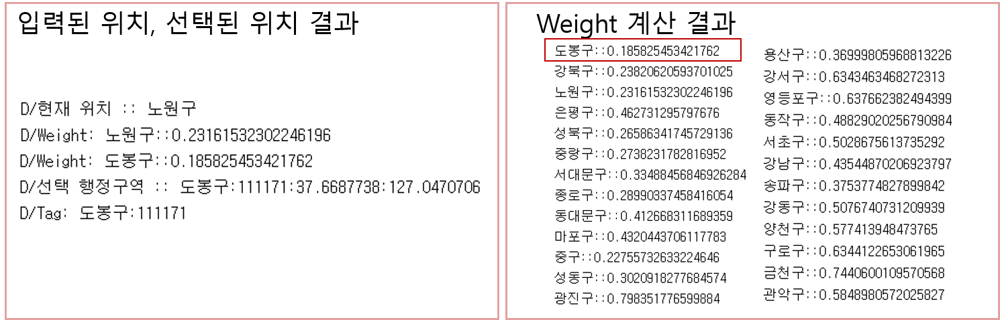 입력된 위치, 선택된 위치 결과
D/현재 위치 :: 노원구
D/Weight: 노원구::0.23161532302246196
D/Weight: 도봉구::0.185825453421762
D/선택 행정구역 :: 도봉구:111171:37.6687738:127.0470706
D/Tag: 도봉구:111171
Weight 계산 결과
도봉구::0.185825453421762
강북구::0.23820620593701025
노원구::0.23161532302246196
은평구::0.462731295797676
성북구::0.26586341745729136
중랑구::0.2738231782816952
서대문구::0.33488456846926284
종로구::0.28990337458416054
동대문구::0.412668311689359
마포구::0.4320443706117783
중구::0.22755732633224646
성동구::0.3020918277684574
광진구::0.798351776599884
용산구::0.36999805968813226
강서구::0.6343463468272313
영등포구::0.637662382494399
동작구::0.48829020256790984
서초구::0.5028675613735292
강남구::0.43544870206923797
송파구::0.3753774827899842
강동구::0.5076740731209939
양천구::0.577413948473765
구로구::0.6344122653061965
금천구::0.7440600109570568
관악구::0.5848980572025827